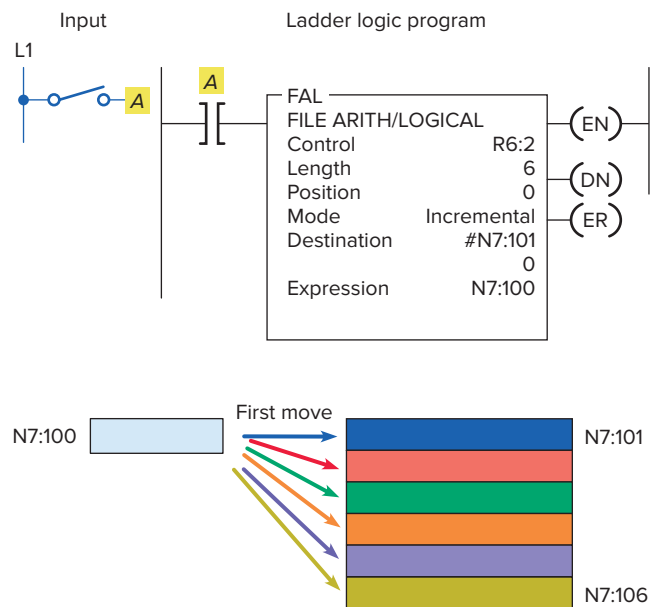 Input
Ladder logic program
L1
A
A
FAL
FILE ARITH/LOGICAL
Control R6:2
Length 6
Position 0
Mode Incremental
Destination #N7:101
0
Expression N7:100
EN
DN
ER
First move
N7:100
N7:101
N7:106